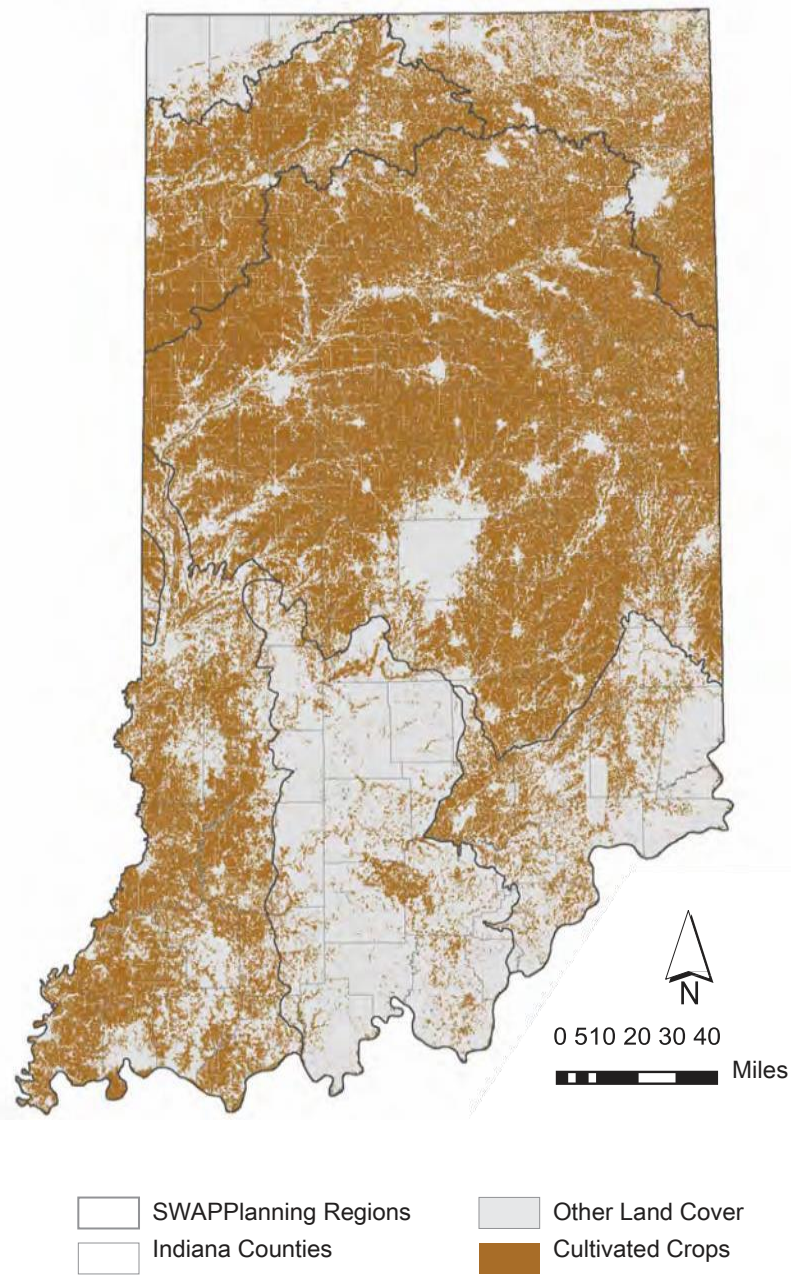 N
0 510 20 30 40
Miles
SWAPPlanning Regions
Indiana Counties
Other Land Cover
Cultivated Crops